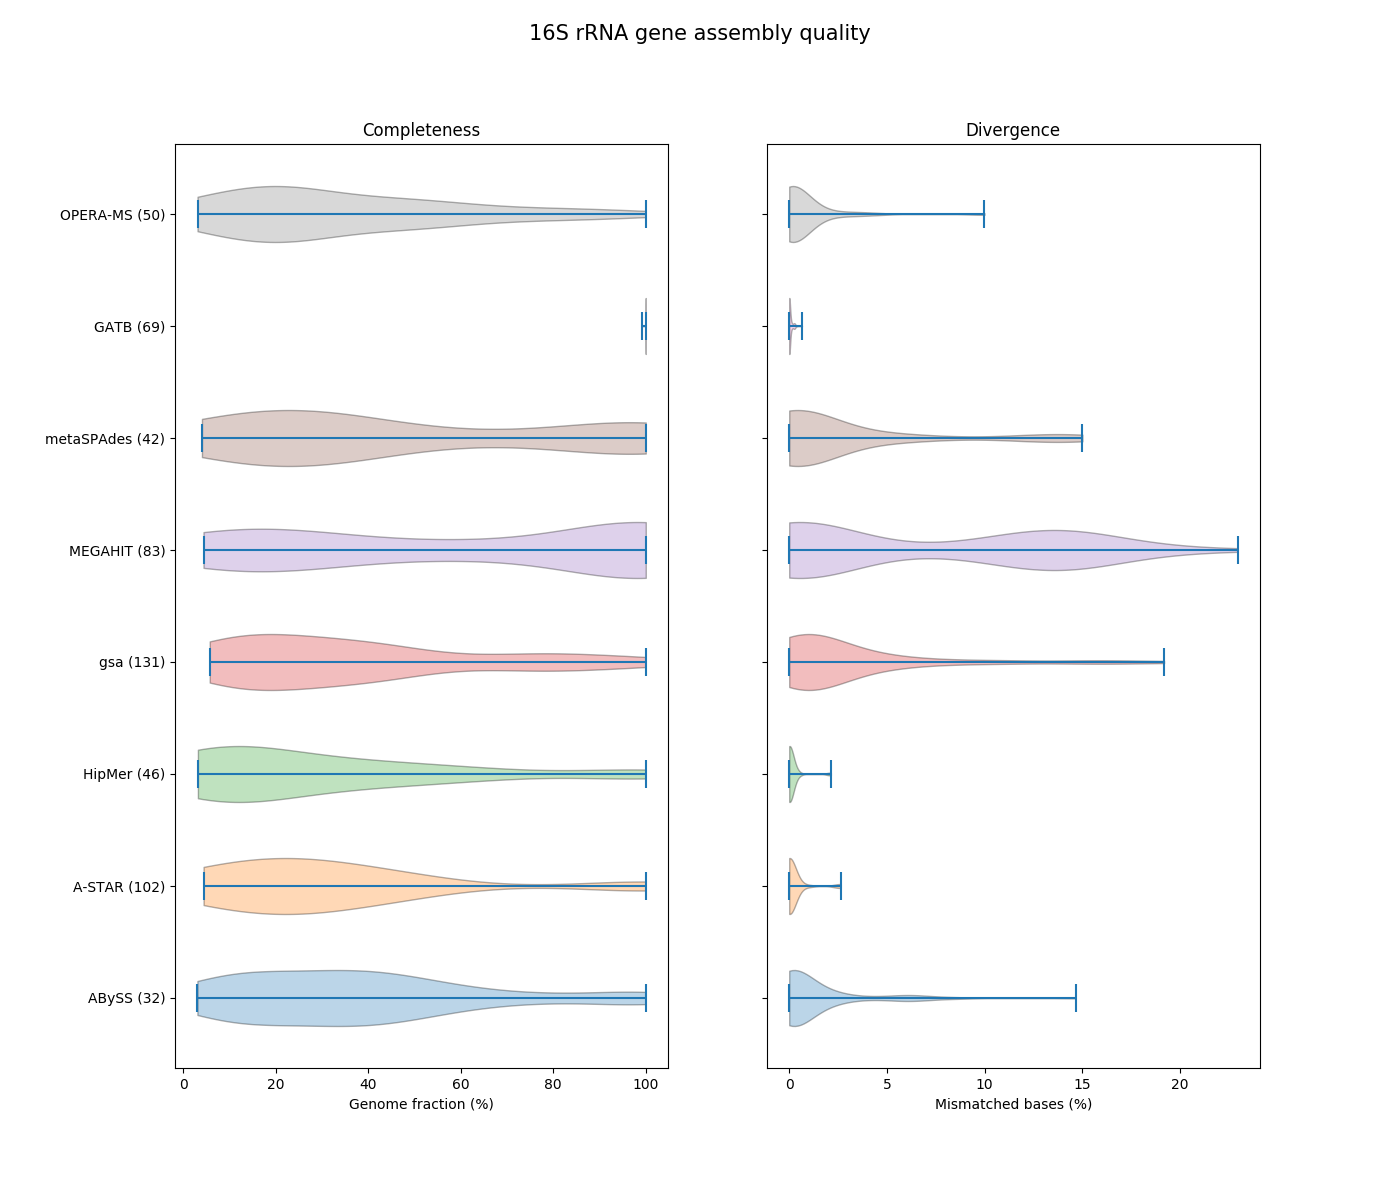 16S rRNA gene assembly quality
Completeness
OPERA-MS (50)
GATB (69)
metaSPAdes (42)
MEGAHIT (83)
gsa (131)
HipMer (46)
A-STAR (102)
ABySS (32)
0 20 40 60 80 100
Genome fraction (%)
Divergence
0 5 10 15 20
Mismatched bases (%)